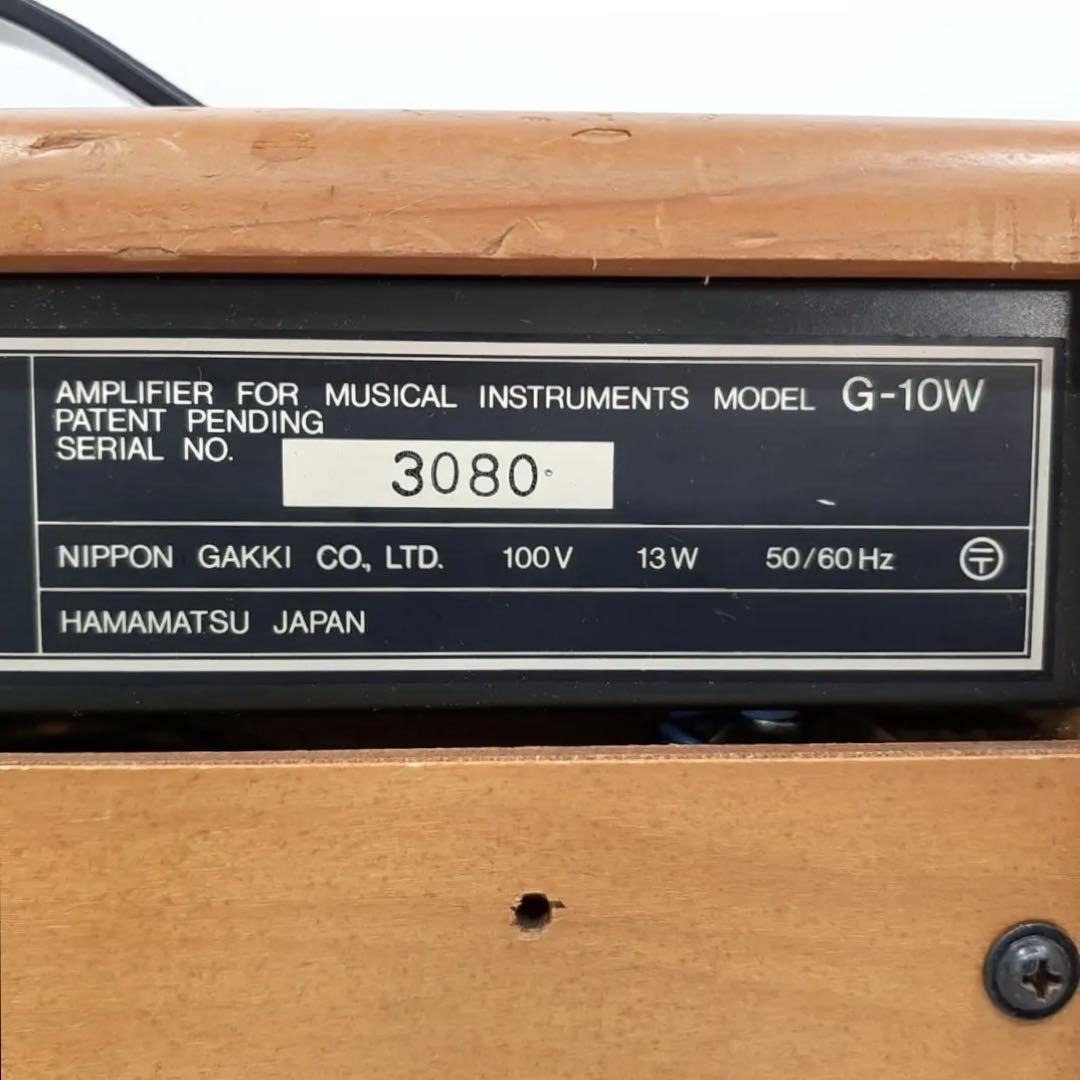 AMPLIFIER FOR MUSICAL INSTRUMENTS MODEL G-10W
PATENT PENDING
SERIAL NO. 3080
NIPPON GAKKI CO., LTD. 100V 13W 50/60Hz 〒
HAMAMATSU JAPAN